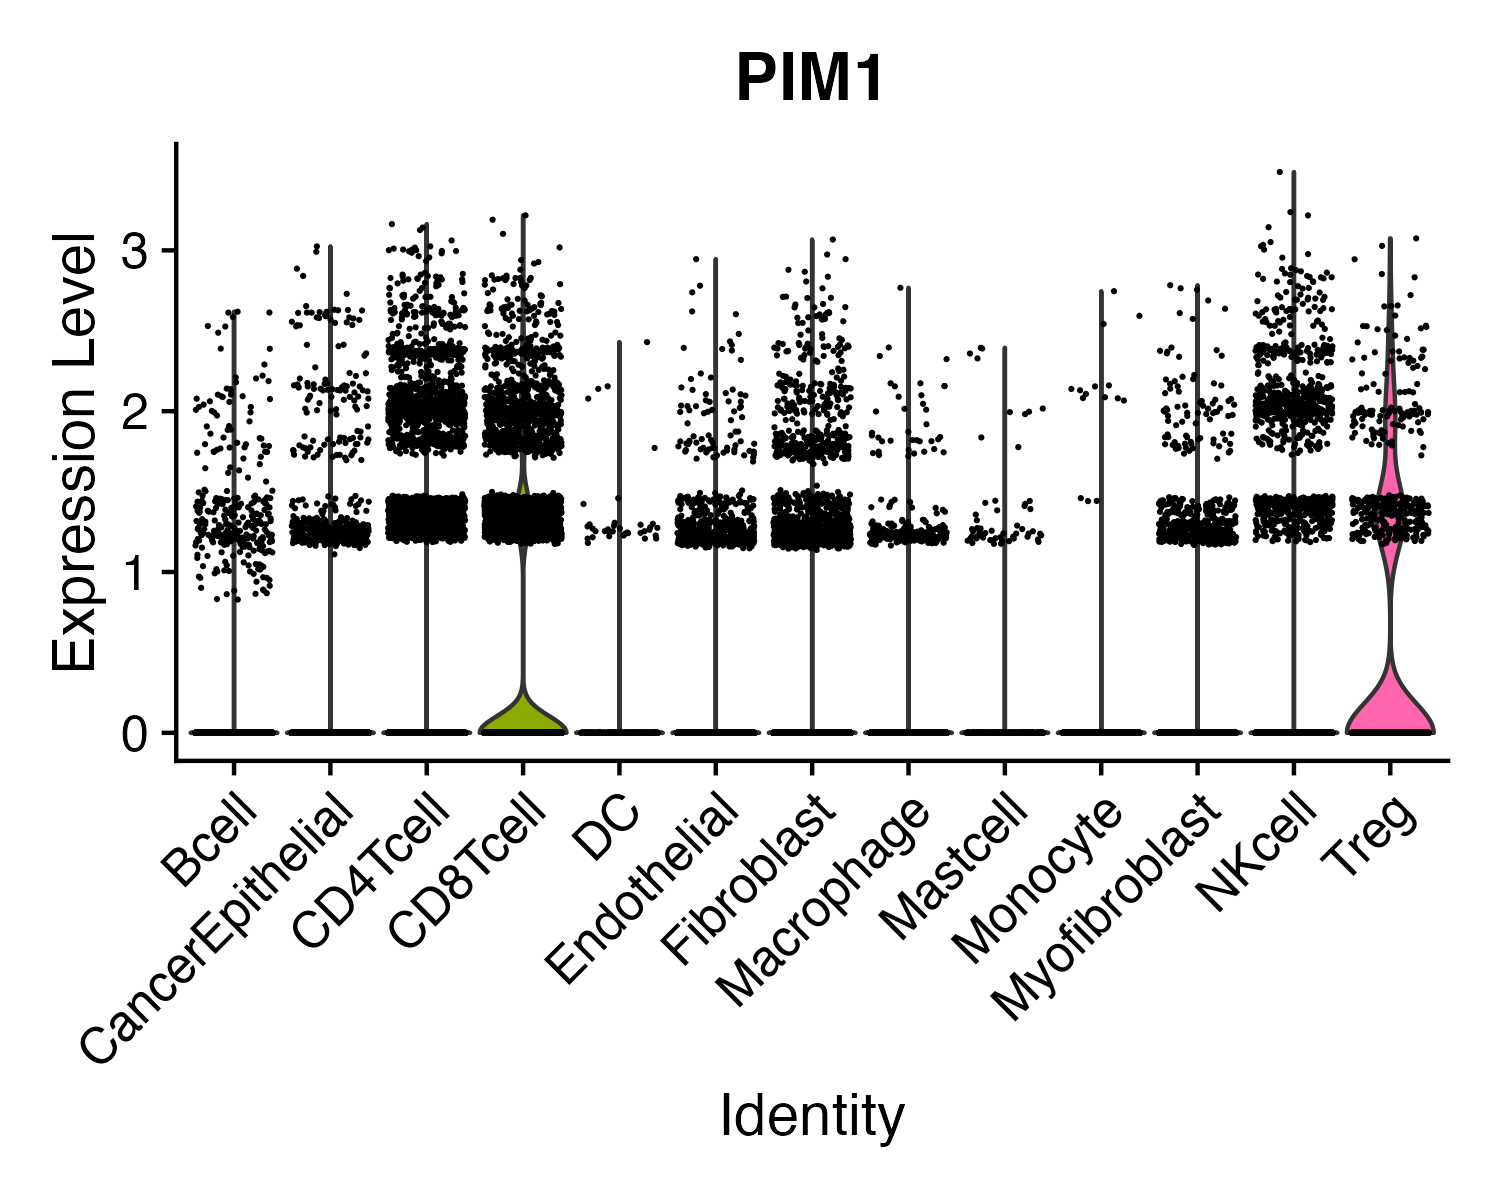 PIM1
Expression Level
3
2
1
0
Bcell
CancerEpithelial
CD4Tcell
CD8Tcell
DC
Endothelial
Fibroblast
Macrophage
Mastcell
Monocyte
Myofibroblast
NKcell
Treg
Identity